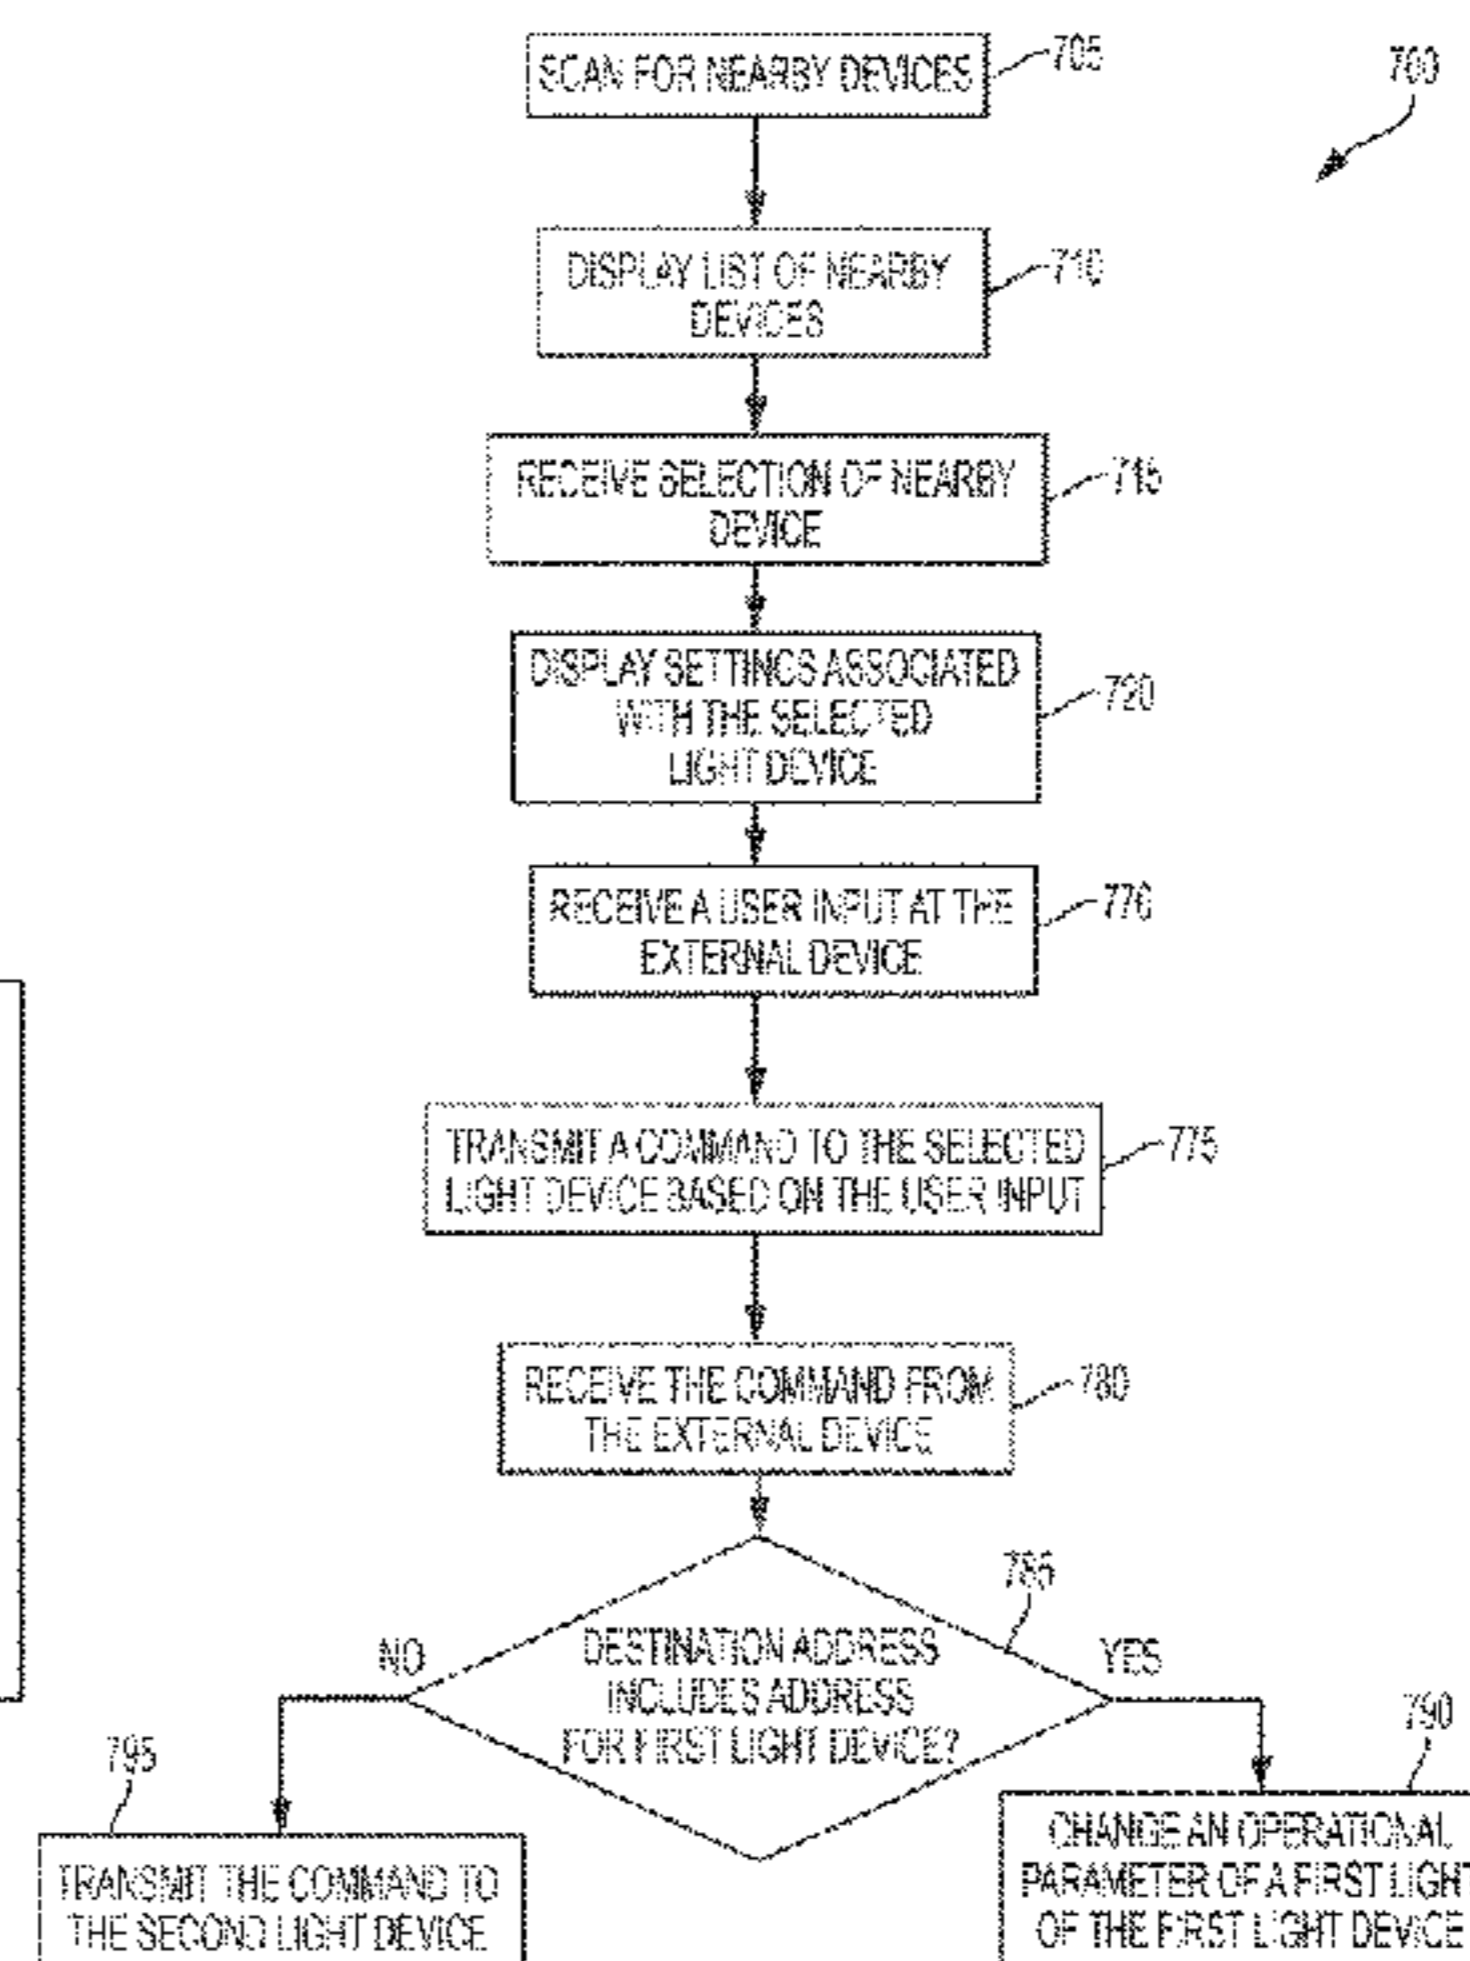 SCAN FOR NEARBY DEVICES
705
700
DISPLAY LIST OF NEARBY
DEVICES
710
RECEIVE SELECTION OF NEARBY
DEVICE
715
DISPLAY SETTINGS ASSOCIATED
WITH THE SELECTED
LIGHT DEVICE
720
RECEIVE A USER INPUT AT THE
EXTERNAL DEVICE
770
TRANSMIT A COMMAND TO THE SELECTED
LIGHT DEVICE BASED ON THE USER INPUT
775
RECEIVE THE COMMAND FROM
THE EXTERNAL DEVICE
780
785
NO
DESTINATION ADDRESS
INCLUDES ADDRESS
FOR FIRST LIGHT DEVICE?
YES
795
790
TRANSMIT THE COMMAND TO
THE SECOND LIGHT DEVICE
CHANGE AN OPERATIONAL
PARAMETER OF A FIRST LIGHT
OF THE FIRST LIGHT DEVICE